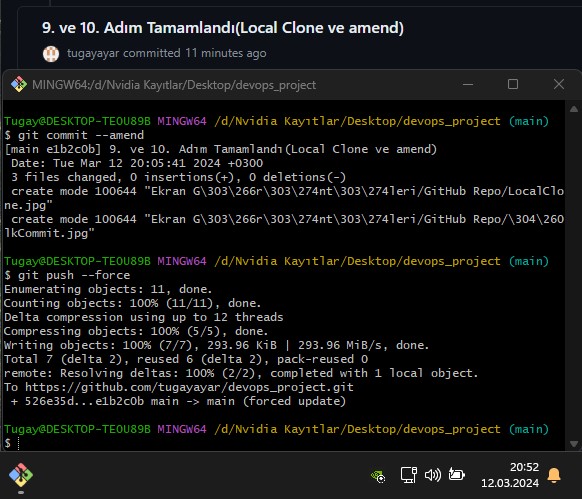 9. ve 10. Adım Tamamlandı(Local Clone ve amend)
tugayayar committed 11 minutes ago
MINGW64:/d/Nvidia Kayıtlar/Desktop/devops_project
Tugay@DESKTOP-TEOU89B MINGW64 /d/Nvidia Kayıtlar/Desktop/devops_project (main)
$ git commit --amend
[main e1b2c0b] 9. ve 10. Adım Tamamlandı(Local Clone ve amend)
Date: Tue Mar 12 20:05:41 2024 +0300
3 files changed, 0 insertions(+), 0 deletions(-)
create mode 100644 "Ekran G\303\266r\303\274nt\303\274leri/GitHub Repo/LocalClo
ne.jpg"
create mode 100644 "Ekran G\303\266r\303\274nt\303\274leri/GitHub Repo/\304\260
lkCommit.jpg"
Tugay@DESKTOP-TEOU89B MINGW64 /d/Nvidia Kayıtlar/Desktop/devops_project (main)
$ git push --force
Enumerating objects: 11, done.
Counting objects: 100% (11/11), done.
Delta compression using up to 12 threads
Compressing objects: 100% (5/5), done.
Writing objects: 100% (7/7), 293.96 KiB | 293.96 MiB/s, done.
Total 7 (delta 2), reused 6 (delta 2), pack-reused 0
remote: Resolving deltas: 100% (2/2), completed with 1 local object.
To https://github.com/tugayayar/devops_project.git
+ 526e35d...e1b2c0b main -> main (forced update)
Tugay@DESKTOP-TEOU89B MINGW64 /d/Nvidia Kayıtlar/Desktop/devops_project (main)
$
20:52
12.03.2024